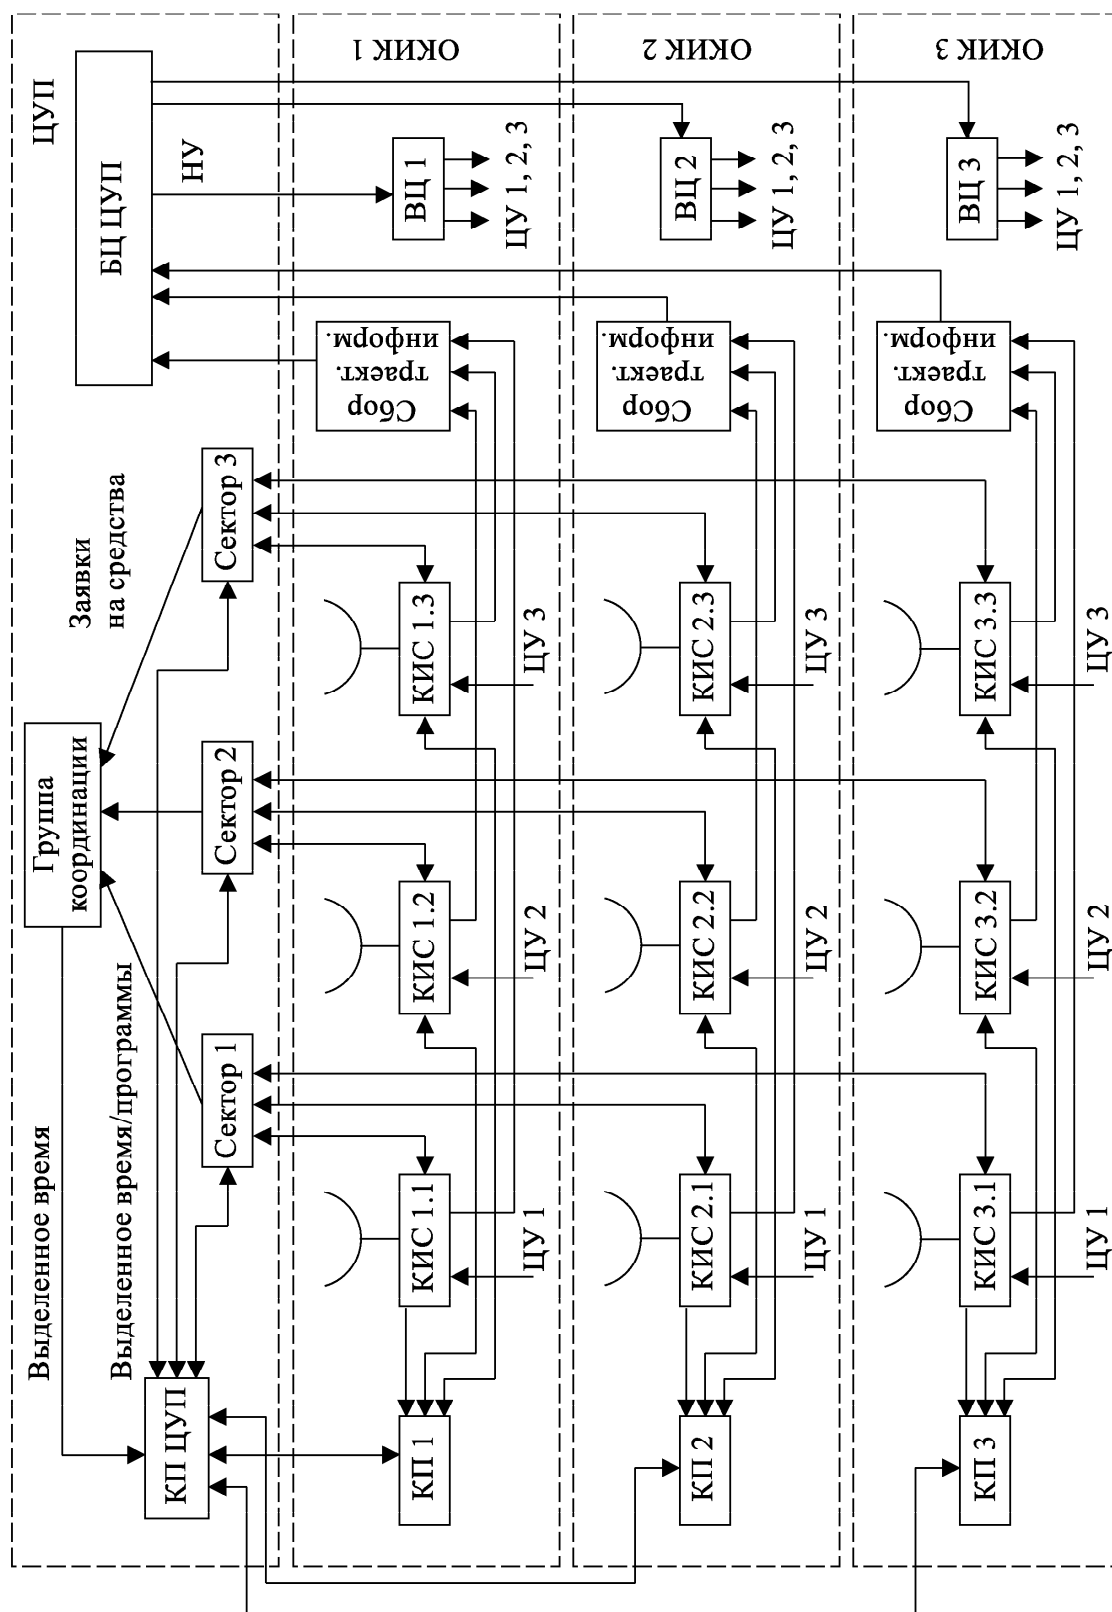 ЦУП
БЦ ЦУП
НУ
Заявки
на средства
Группа
координации
Выделенное время
Выделенное время/программы
Сектор 1
Сектор 2
Сектор 3
КП ЦУП
ОКИК 1
ВЦ 1
ЦУ 1, 2, 3
Сбор
траект.
информ.
КИС 1.1
КИС 1.2
КИС 1.3
ЦУ 1
ЦУ 2
ЦУ 3
КП 1
ОКИК 2
ВЦ 2
ЦУ 1, 2, 3
Сбор
траект.
информ.
КИС 2.1
КИС 2.2
КИС 2.3
ЦУ 1
ЦУ 2
ЦУ 3
КП 2
ОКИК 3
ВЦ 3
ЦУ 1, 2, 3
Сбор
траект.
информ.
КИС 3.1
КИС 3.2
КИС 3.3
ЦУ 1
ЦУ 2
ЦУ 3
КП 3